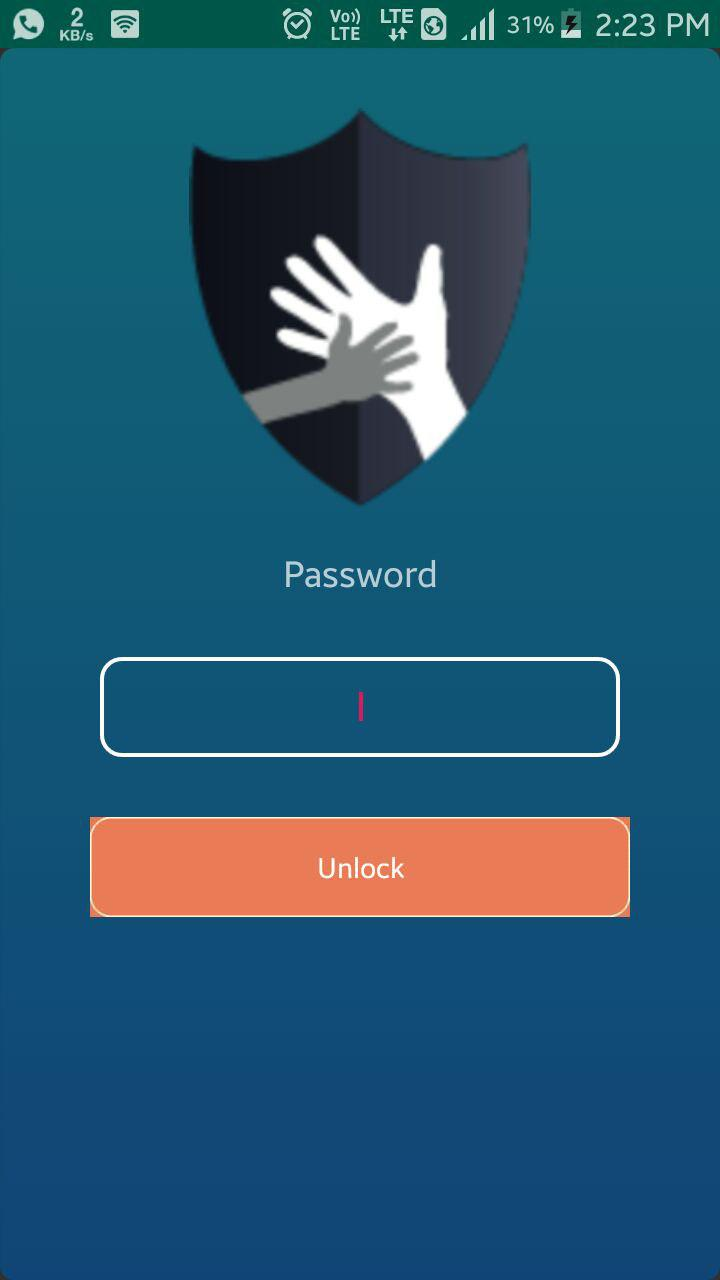 2
KB/s
Vo))
LTE
LTE
31%
2:23 PM
Password
Unlock